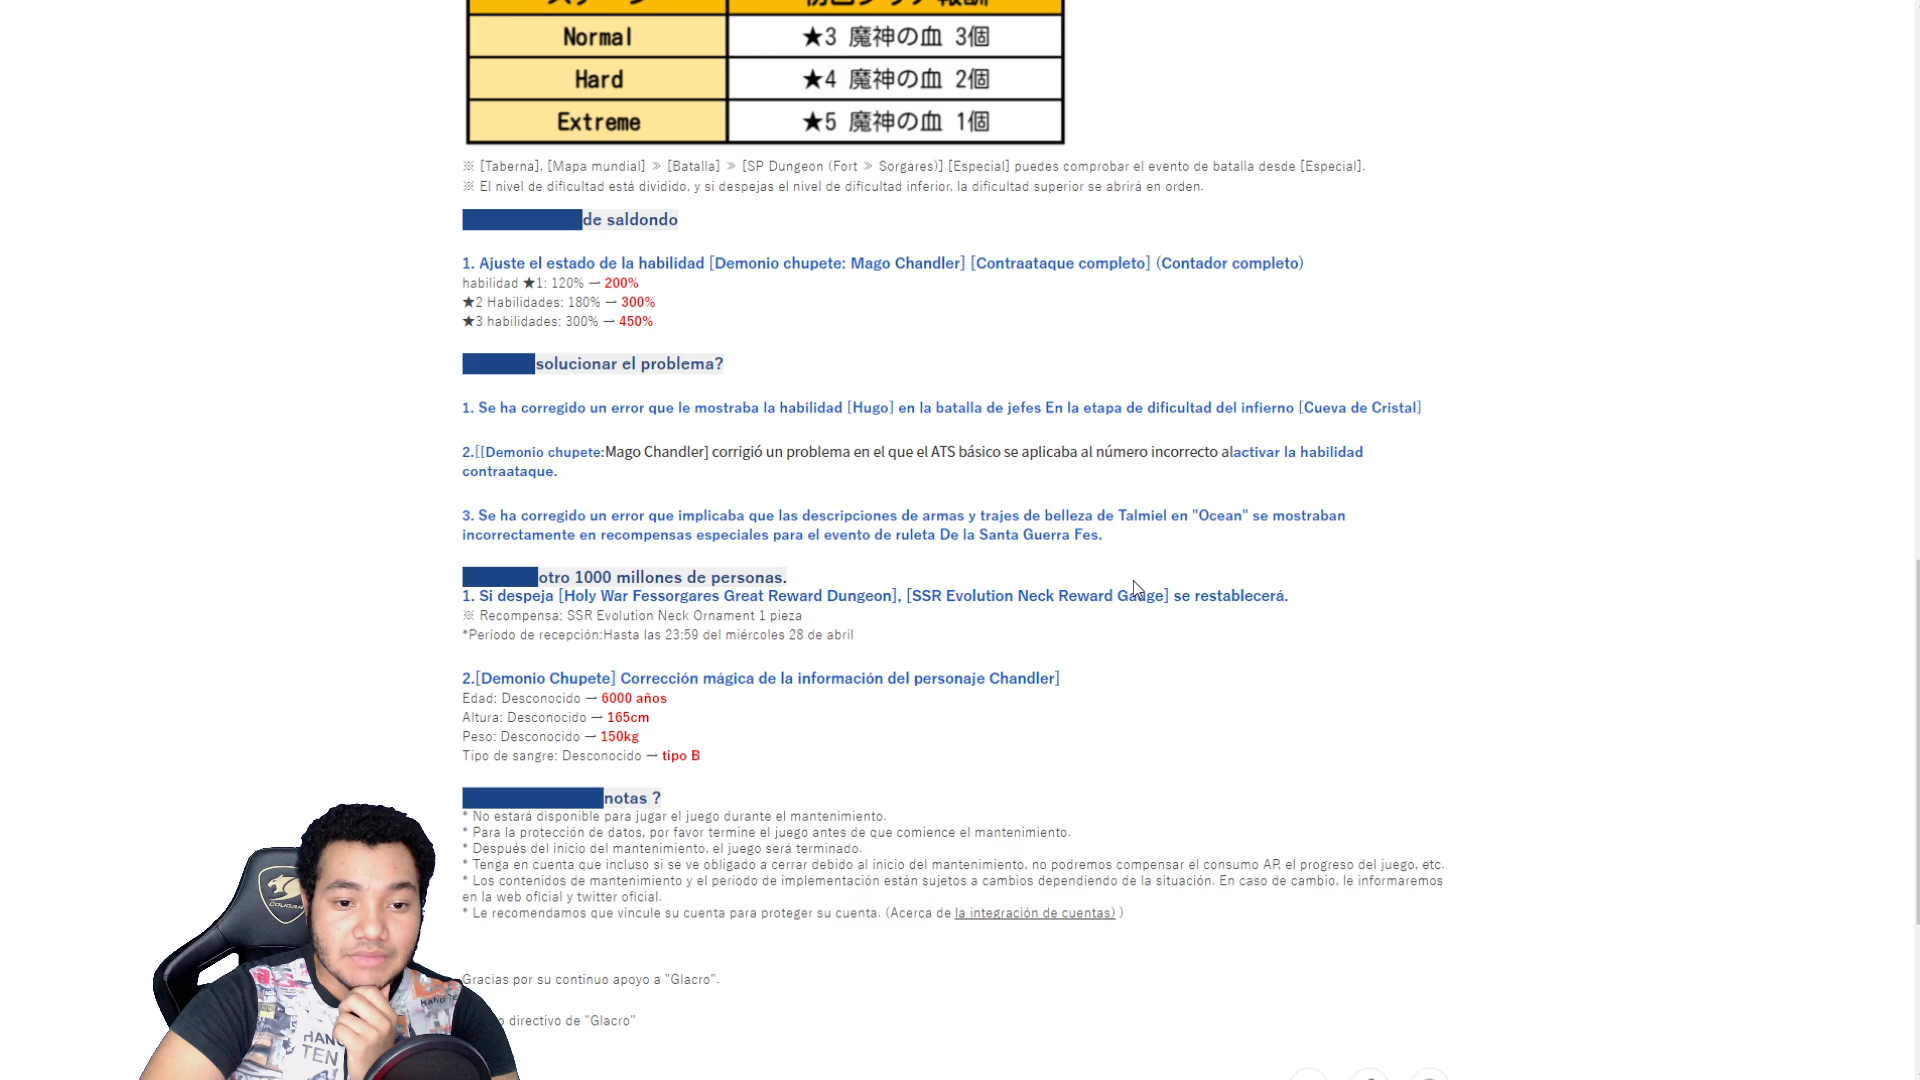 Normal ★3 魔神の血 3個
Hard ★4 魔神の血 2個
Extreme ★5 魔神の血 1個
※ [Taberna], [Mapa mundial] » [Batalla] » [SP Dungeon (Fort » Sorgares)] [Especial] puedes comprobar el evento de batalla desde [Especial].
※ El nivel de dificultad está dividido, y si despejas el nivel de dificultad inferior, la dificultad superior se abrirá en orden.
de saldondo
1. Ajuste el estado de la habilidad [Demonio chupete: Mago Chandler] [Contraataque completo] (Contador completo)
habilidad ★1: 120% → 200%
★2 Habilidades: 180% → 300%
★3 habilidades: 300% → 450%
solucionar el problema?
1. Se ha corregido un error que le mostraba la habilidad [Hugo] en la batalla de jefes En la etapa de dificultad del infierno [Cueva de Cristal]
2.[[Demonio chupete:Mago Chandler] corrigió un problema en el que el ATS básico se aplicaba al número incorrecto alactivar la habilidad
contraataque.
3. Se ha corregido un error que implicaba que las descripciones de armas y trajes de belleza de Talmiel en "Ocean" se mostraban
incorrectamente en recompensas especiales para el evento de ruleta De la Santa Guerra Fes.
otro 1000 millones de personas.
1. Si despeja [Holy War Fessorgares Great Reward Dungeon], [SSR Evolution Neck Reward Gauge] se restablecerá.
※ Recompensa: SSR Evolution Neck Ornament 1 pieza
*Período de recepción:Hasta las 23:59 del miércoles 28 de abril
2.[Demonio Chupete] Corrección mágica de la información del personaje Chandler]
Edad: Desconocido → 6000 años
Altura: Desconocido → 165cm
Peso: Desconocido → 150kg
Tipo de sangre: Desconocido → tipo B
notas ?
* No estará disponible para jugar el juego durante el mantenimiento.
* Para la protección de datos, por favor termine el juego antes de que comience el mantenimiento.
* Después del inicio del mantenimiento, el juego será terminado.
* Tenga en cuenta que incluso si se ve obligado a cerrar debido al inicio del mantenimiento, no podremos compensar el consumo AP, el progreso del juego, etc.
* Los contenidos de mantenimiento y el período de implementación están sujetos a cambios dependiendo de la situación. En caso de cambio, le informaremos
en la web oficial y twitter oficial.
* Le recomendamos que vincule su cuenta para proteger su cuenta. (Acerca de la integración de cuentas) )
Gracias por su continuo apoyo a "Glacro".
directivo de "Glacro"
COUGAR
HANG
TEN